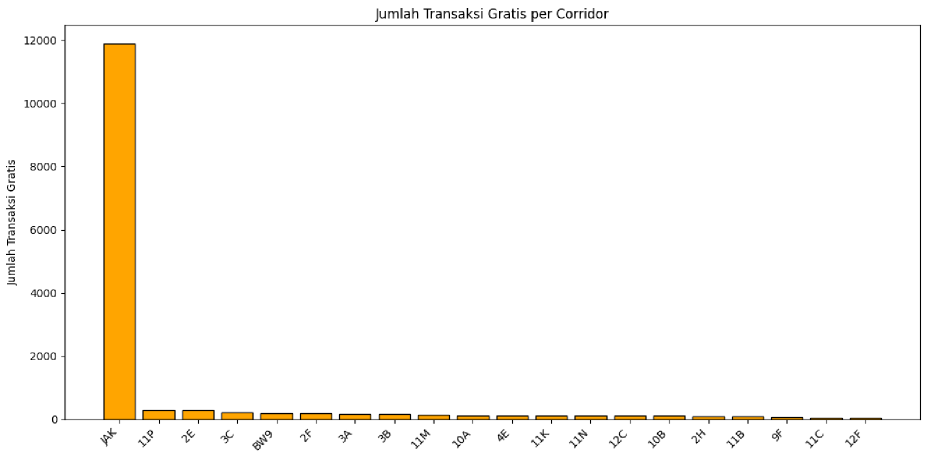 Jumlah Transaksi Gratis per Corridor
Jumlah Transaksi Gratis
12000
10000
8000
6000
4000
2000
0
JAK 11P 2E 3C BW9 2F 3A 3B 11M 10A 4E 11K 11N 12C 10B 2H 11B 9F 11C 12F